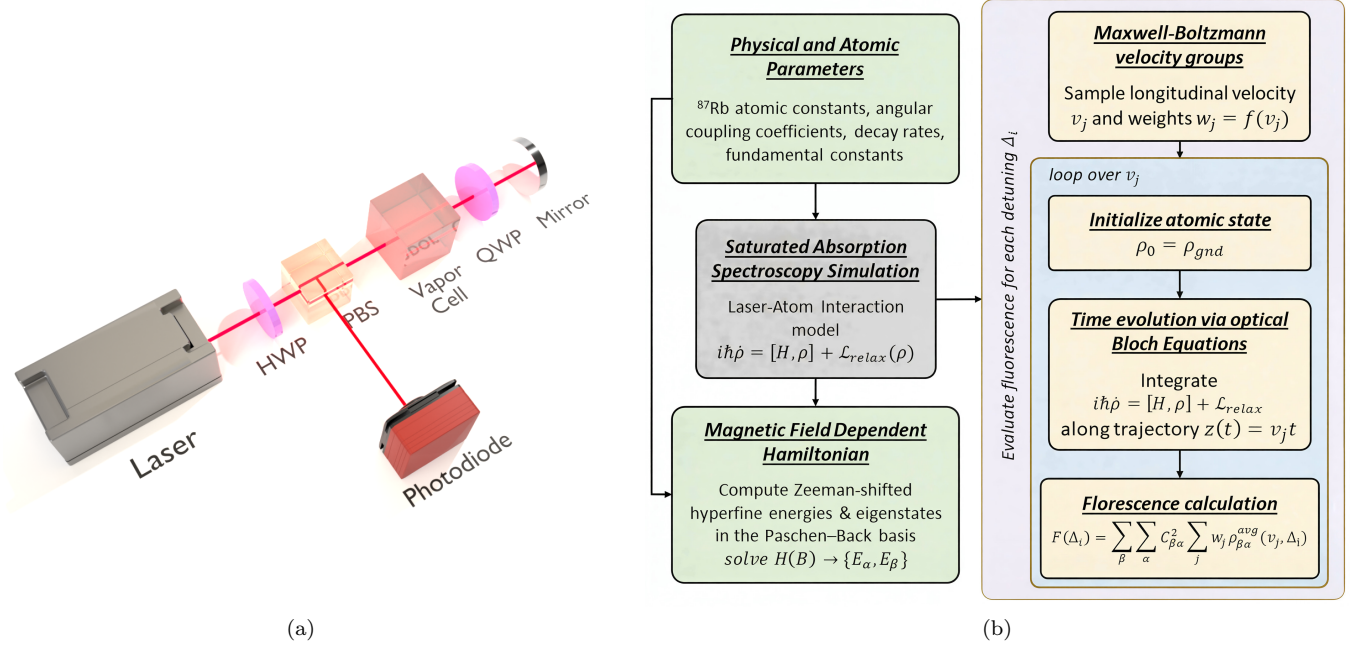 Laser
HWP
PBS
Vapor
Cell
QWP
Mirror
Photodiode
(a)
Physical and Atomic
Parameters
⁸⁷Rb atomic constants, angular
coupling coefficients, decay rates,
fundamental constants
Saturated Absorption
Spectroscopy Simulation
Laser-Atom Interaction
model
iħρ̇ = [H, ρ] + ℒ_relax(ρ)
Magnetic Field Dependent
Hamiltonian
Compute Zeeman-shifted
hyperfine energies & eigenstates
in the Paschen–Back basis
solve H(B) → {E_α, E_β}
Evaluate fluorescence for each detuning Δ_i
Maxwell-Boltzmann
velocity groups
Sample longitudinal velocity
v_j and weights w_j = f(v_j)
loop over v_j
Initialize atomic state
ρ_0 = ρ_gnd
Time evolution via optical
Bloch Equations
Integrate
iħρ̇ = [H, ρ] + ℒ_relax
along trajectory z(t) = v_j t
Florescence calculation
F(Δ_i) = ∑_β ∑_α C²_βα ∑_j w_j ρ^avg_βα (v_j, Δ_i)
(b)